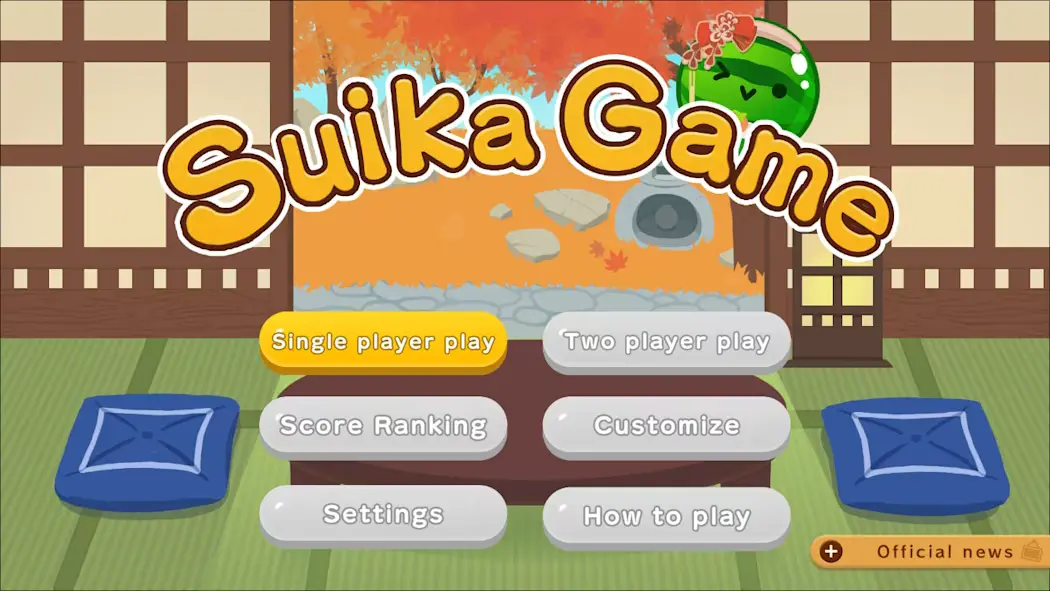 Suika Game
Single player play
Two player play
Score Ranking
Customize
Settings
How to play
Official news